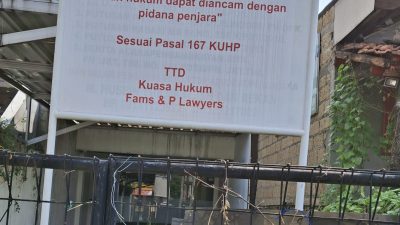 hukum dapat diancam dengan
pidana penjara"
Sesuai Pasal 167 KUHP
TTD
Kuasa Hukum
Fams & P Lawyers